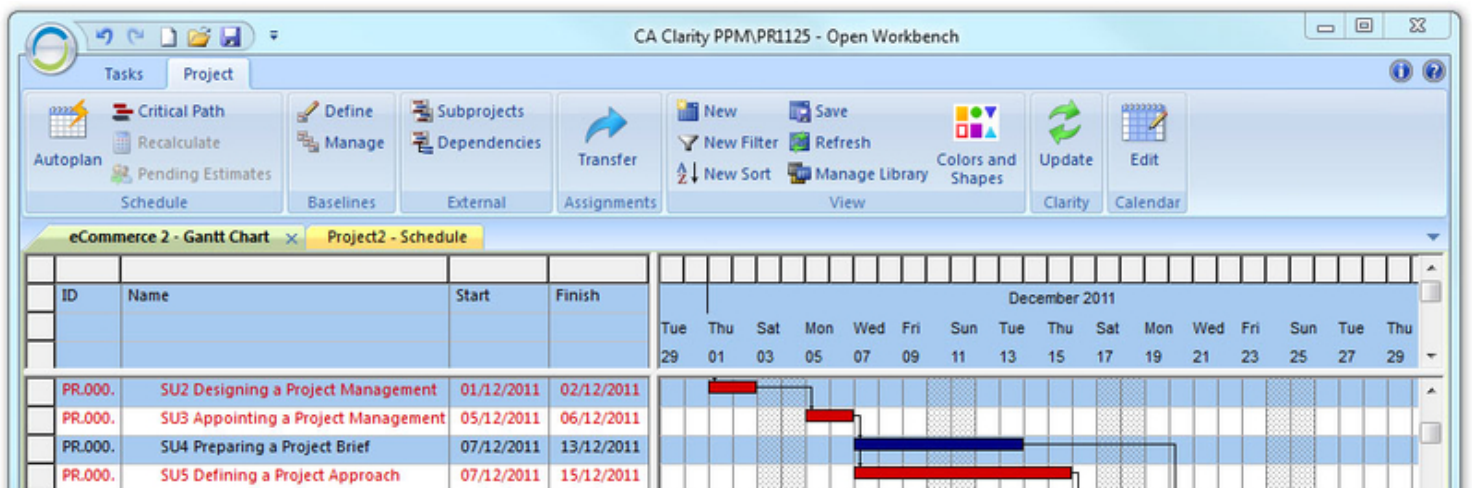 CA Clarity PPM\PR1125 - Open Workbench
Tasks Project
Autoplan
Critical Path
Recalculate
Pending Estimates
Schedule
Define
Manage
Baselines
Subprojects
Dependencies
External
Transfer
Assignments
New
New Filter
New Sort
Save
Refresh
Manage Library
Colors and
Shapes
View
Update
Clarity
Edit
Calendar
eCommerce 2 - Gantt Chart Project2 - Schedule
ID Name Start Finish
December 2011
Tue Thu Sat Mon Wed Fri Sun Tue Thu Sat Mon Wed Fri Sun Tue Thu
29 01 03 05 07 09 11 13 15 17 19 21 23 25 27 29
PR.000. SU2 Designing a Project Management 01/12/2011 02/12/2011
PR.000. SU3 Appointing a Project Management 05/12/2011 06/12/2011
PR.000. SU4 Preparing a Project Brief 07/12/2011 13/12/2011
PR.000. SU5 Defining a Project Approach 07/12/2011 15/12/2011